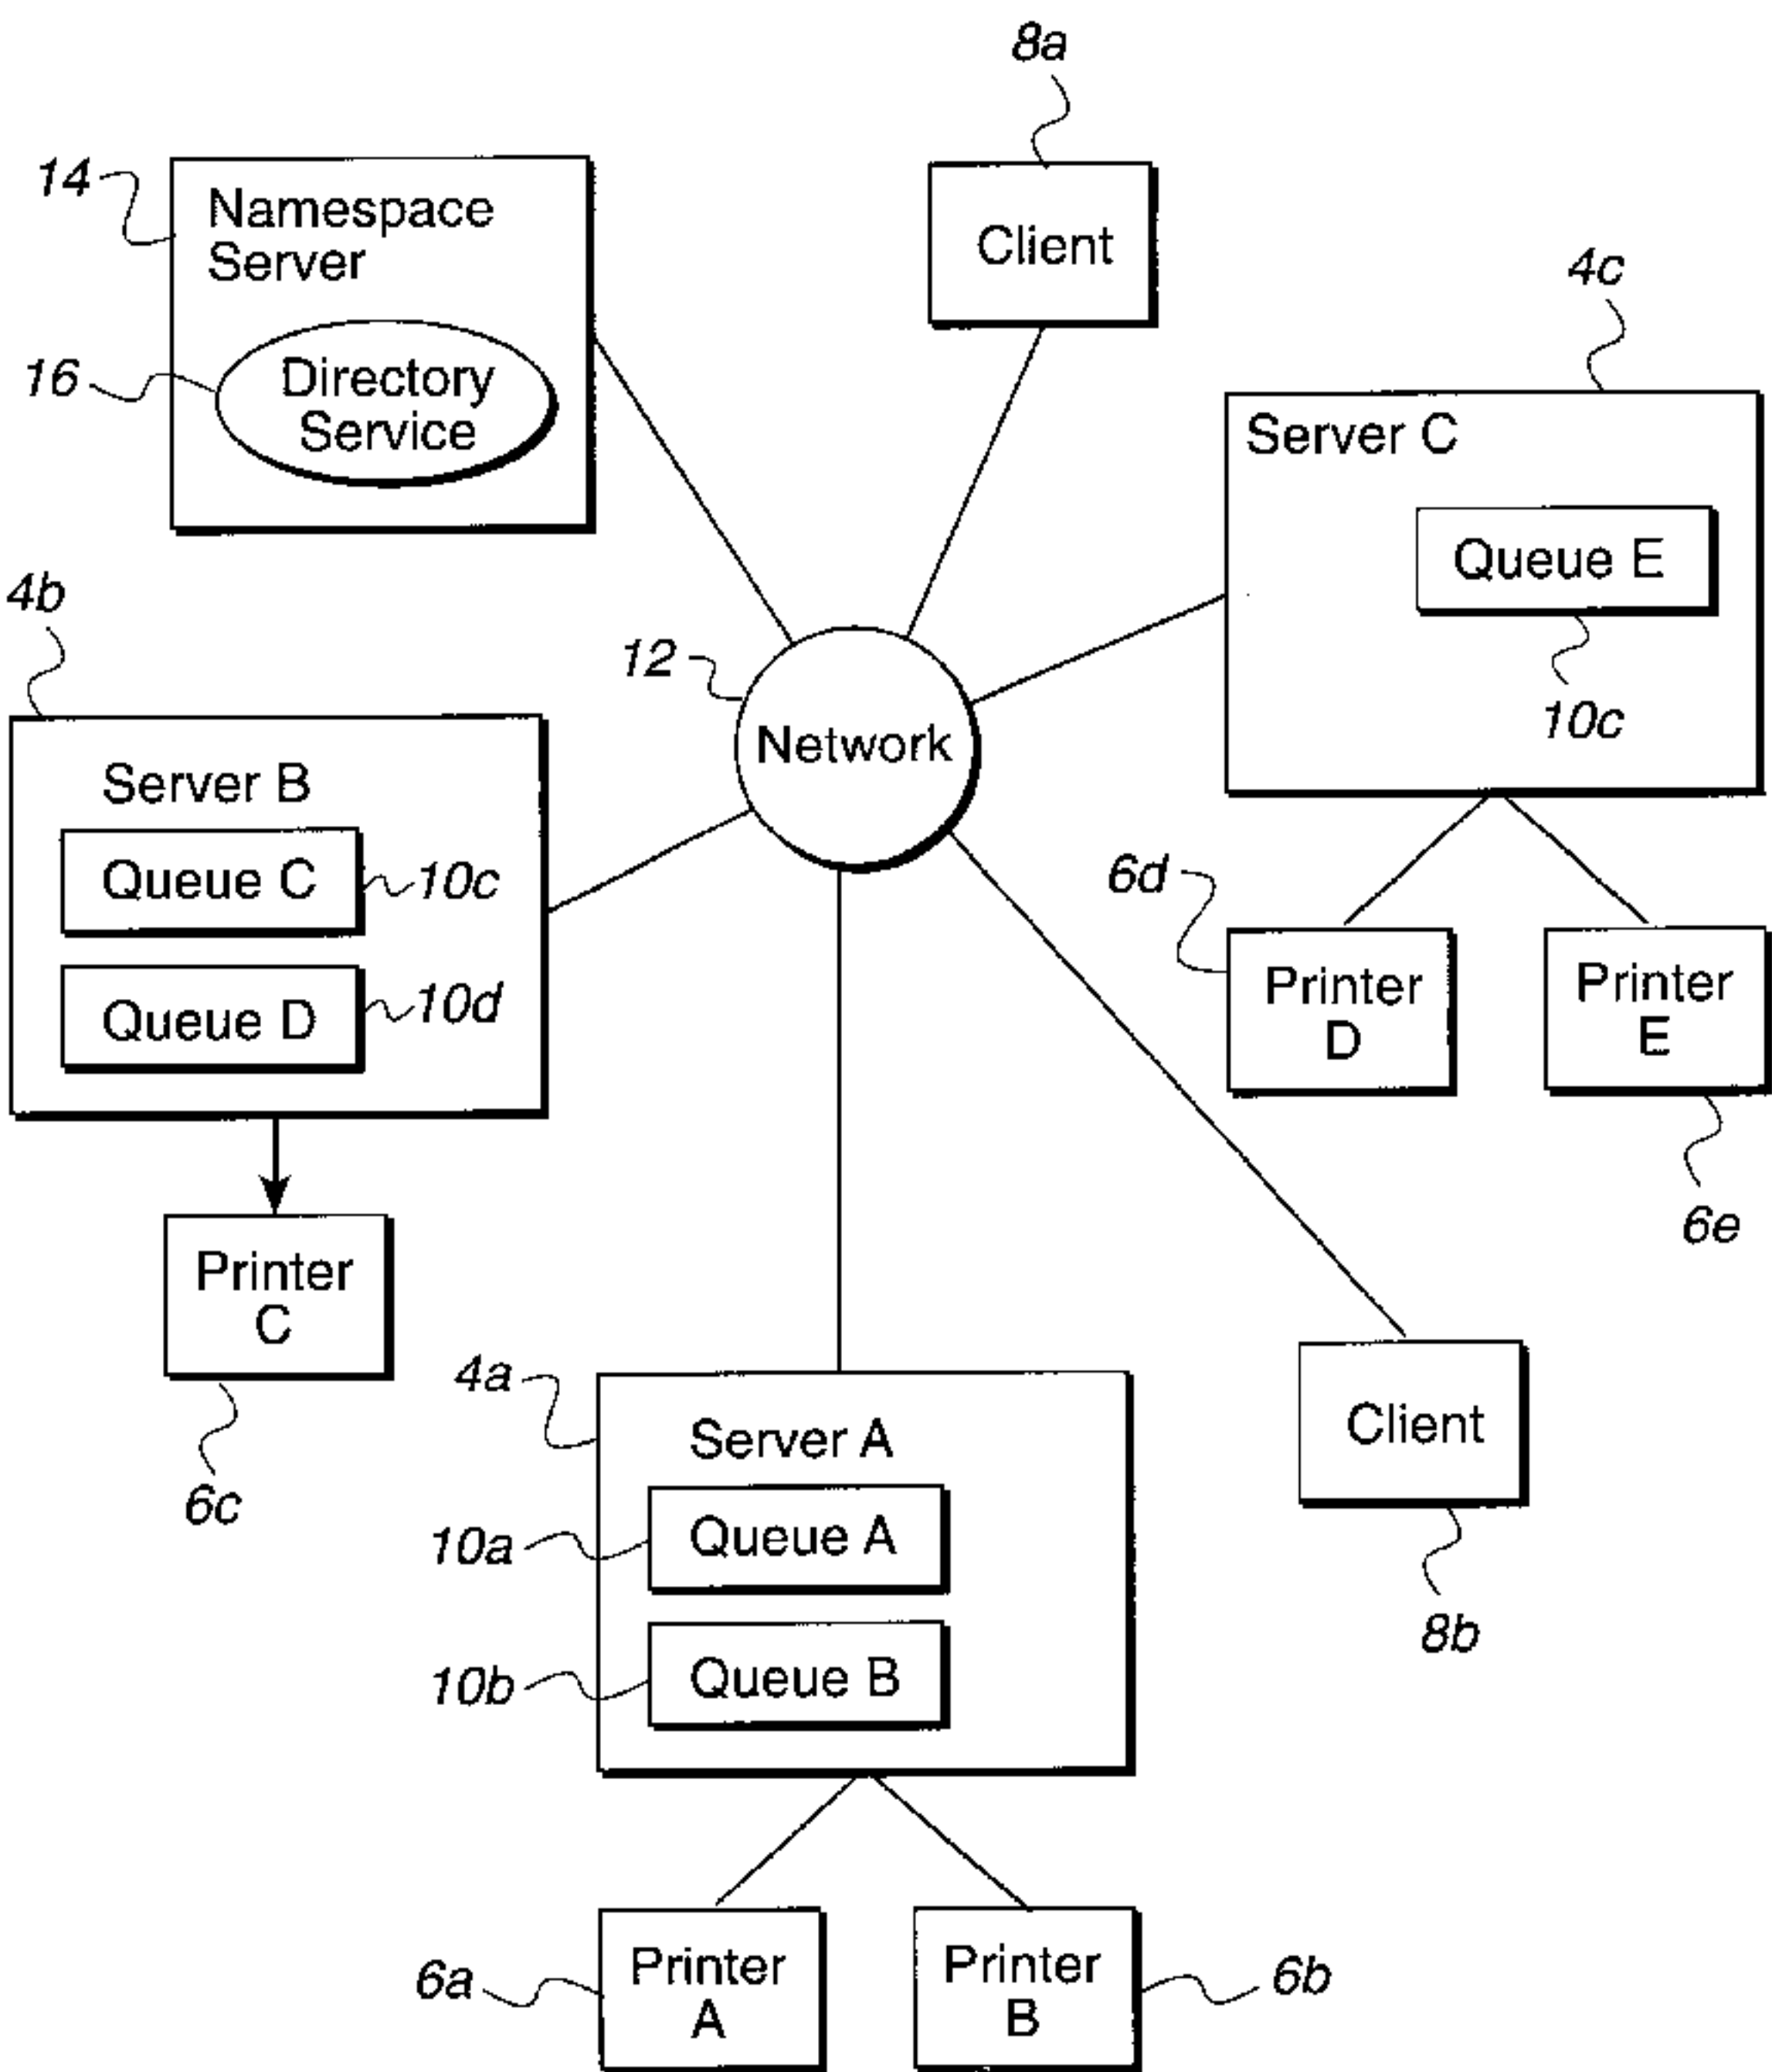 8a
14
Namespace
Server
Client
4c
16
Directory
Service
Server C
Queue E
4b
12
10c
Network
Server B
Queue C
10c
6d
Queue D
10d
Printer
D
Printer
E
6e
Printer
C
4a
Server A
Client
6c
10a
Queue A
8b
10b
Queue B
6a
Printer
A
Printer
B
6b